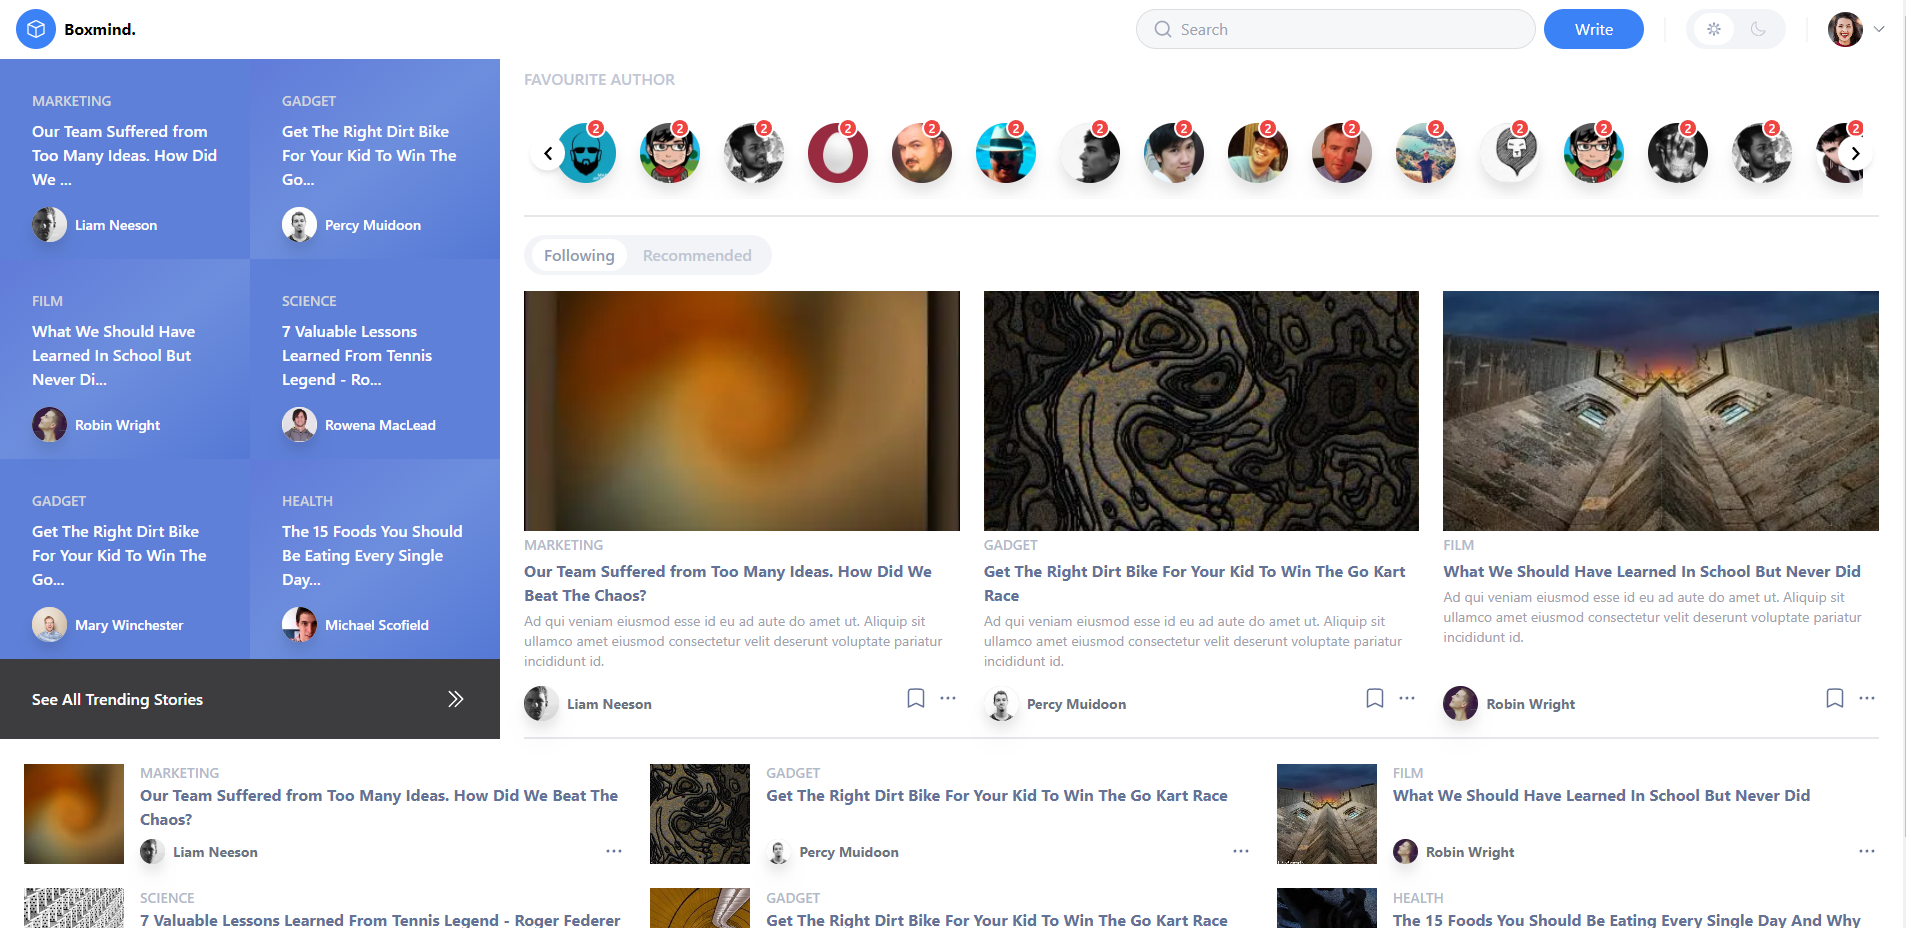 Boxmind.
Search
Write
MARKETING
Our Team Suffered from
Too Many Ideas. How Did
We ...
Liam Neeson
GADGET
Get The Right Dirt Bike
For Your Kid To Win The
Go...
Percy Muidoon
FILM
What We Should Have
Learned In School But
Never Di...
Robin Wright
SCIENCE
7 Valuable Lessons
Learned From Tennis
Legend - Ro...
Rowena MacLead
GADGET
Get The Right Dirt Bike
For Your Kid To Win The
Go...
Mary Winchester
HEALTH
The 15 Foods You Should
Be Eating Every Single
Day...
Michael Scofield
See All Trending Stories
FAVOURITE AUTHOR
2 2 2 2 2 2 2 2 2 2 2 2 2 2 2 2
Following Recommended
MARKETING
Our Team Suffered from Too Many Ideas. How Did We
Beat The Chaos?
Ad qui veniam eiusmod esse id eu ad aute do amet ut. Aliquip sit
ullamco amet eiusmod consectetur velit deserunt voluptate pariatur
incididunt id.
Liam Neeson
GADGET
Get The Right Dirt Bike For Your Kid To Win The Go Kart
Race
Ad qui veniam eiusmod esse id eu ad aute do amet ut. Aliquip sit
ullamco amet eiusmod consectetur velit deserunt voluptate pariatur
incididunt id.
Percy Muidoon
FILM
What We Should Have Learned In School But Never Did
Ad qui veniam eiusmod esse id eu ad aute do amet ut. Aliquip sit
ullamco amet eiusmod consectetur velit deserunt voluptate pariatur
incididunt id.
Robin Wright
MARKETING
Our Team Suffered from Too Many Ideas. How Did We Beat The
Chaos?
Liam Neeson
GADGET
Get The Right Dirt Bike For Your Kid To Win The Go Kart Race
Percy Muidoon
FILM
What We Should Have Learned In School But Never Did
Robin Wright
SCIENCE
7 Valuable Lessons Learned From Tennis Legend - Roger Federer
GADGET
Get The Right Dirt Bike For Your Kid To Win The Go Kart Race
HEALTH
The 15 Foods You Should Be Eating Every Single Day And Why